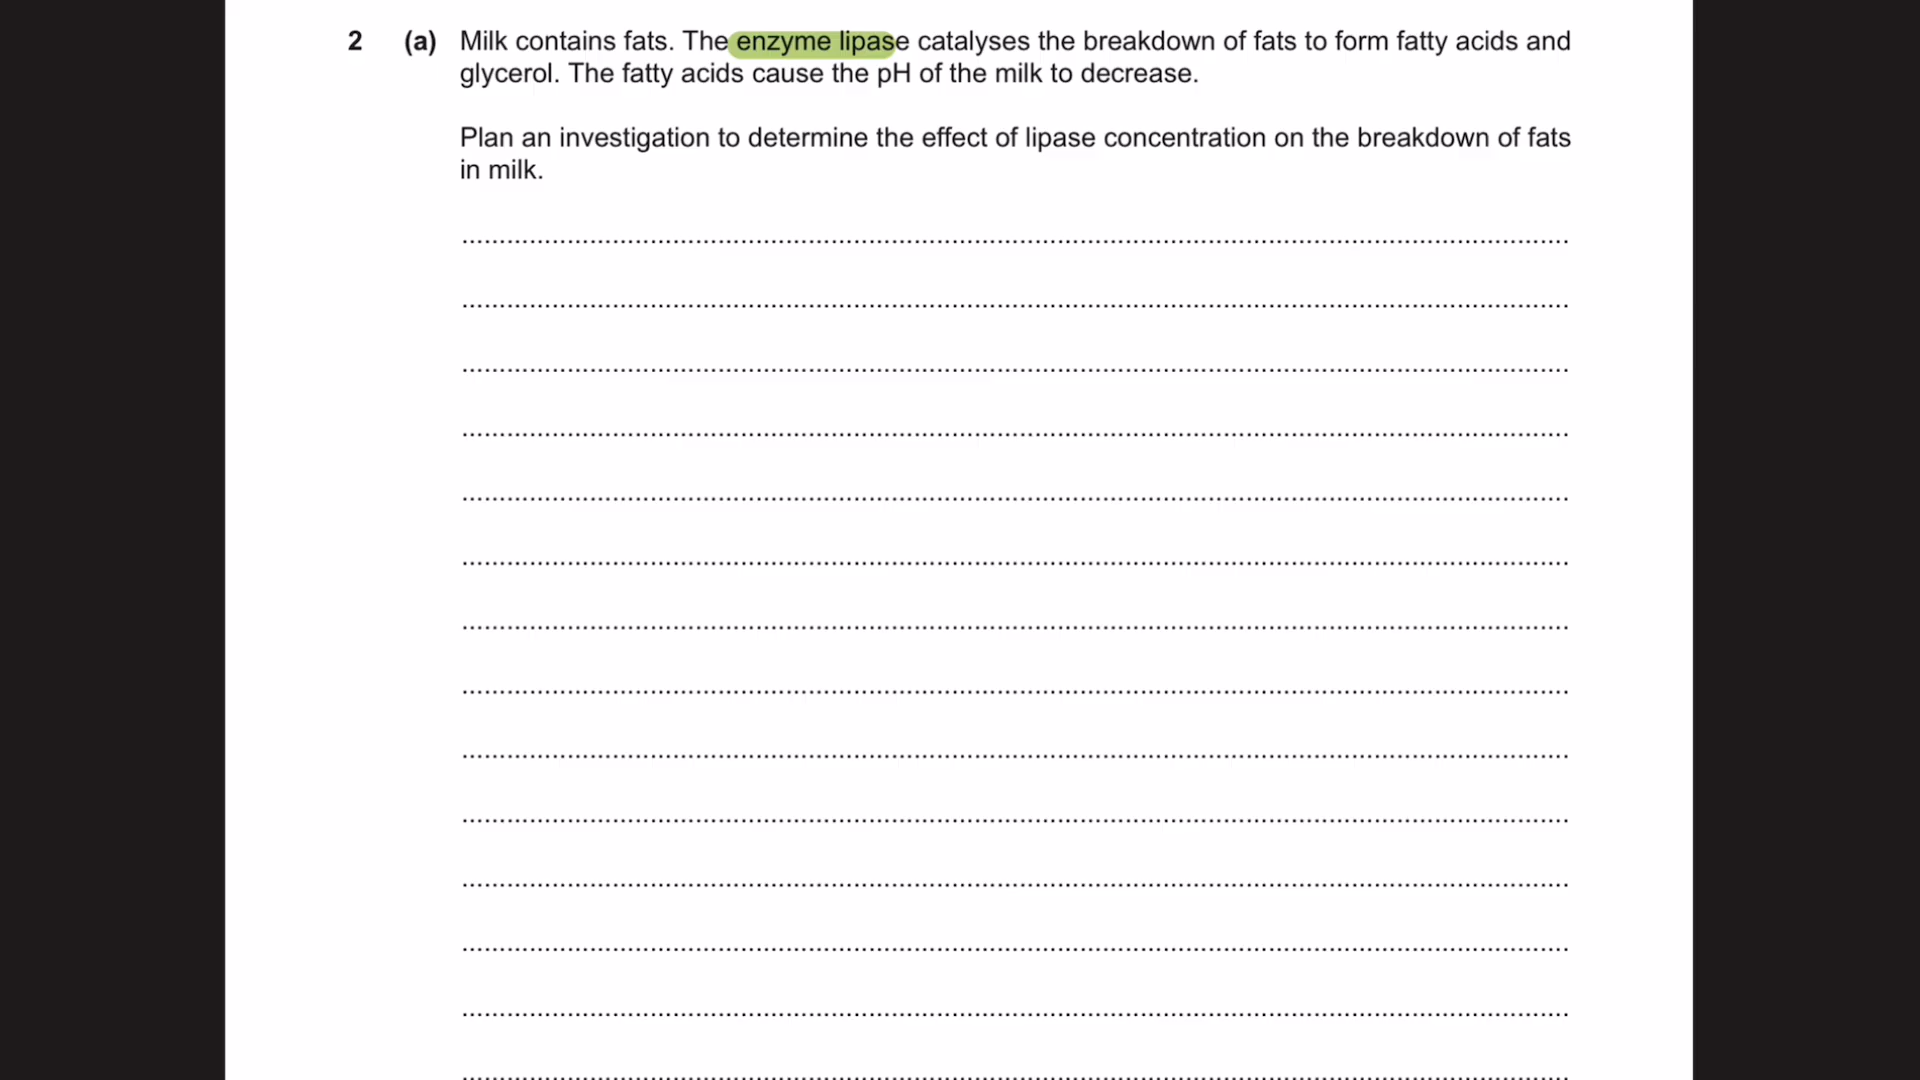 2 (a) Milk contains fats. The enzyme lipase catalyses the breakdown of fats to form fatty acids and
glycerol. The fatty acids cause the pH of the milk to decrease.
Plan an investigation to determine the effect of lipase concentration on the breakdown of fats
in milk.